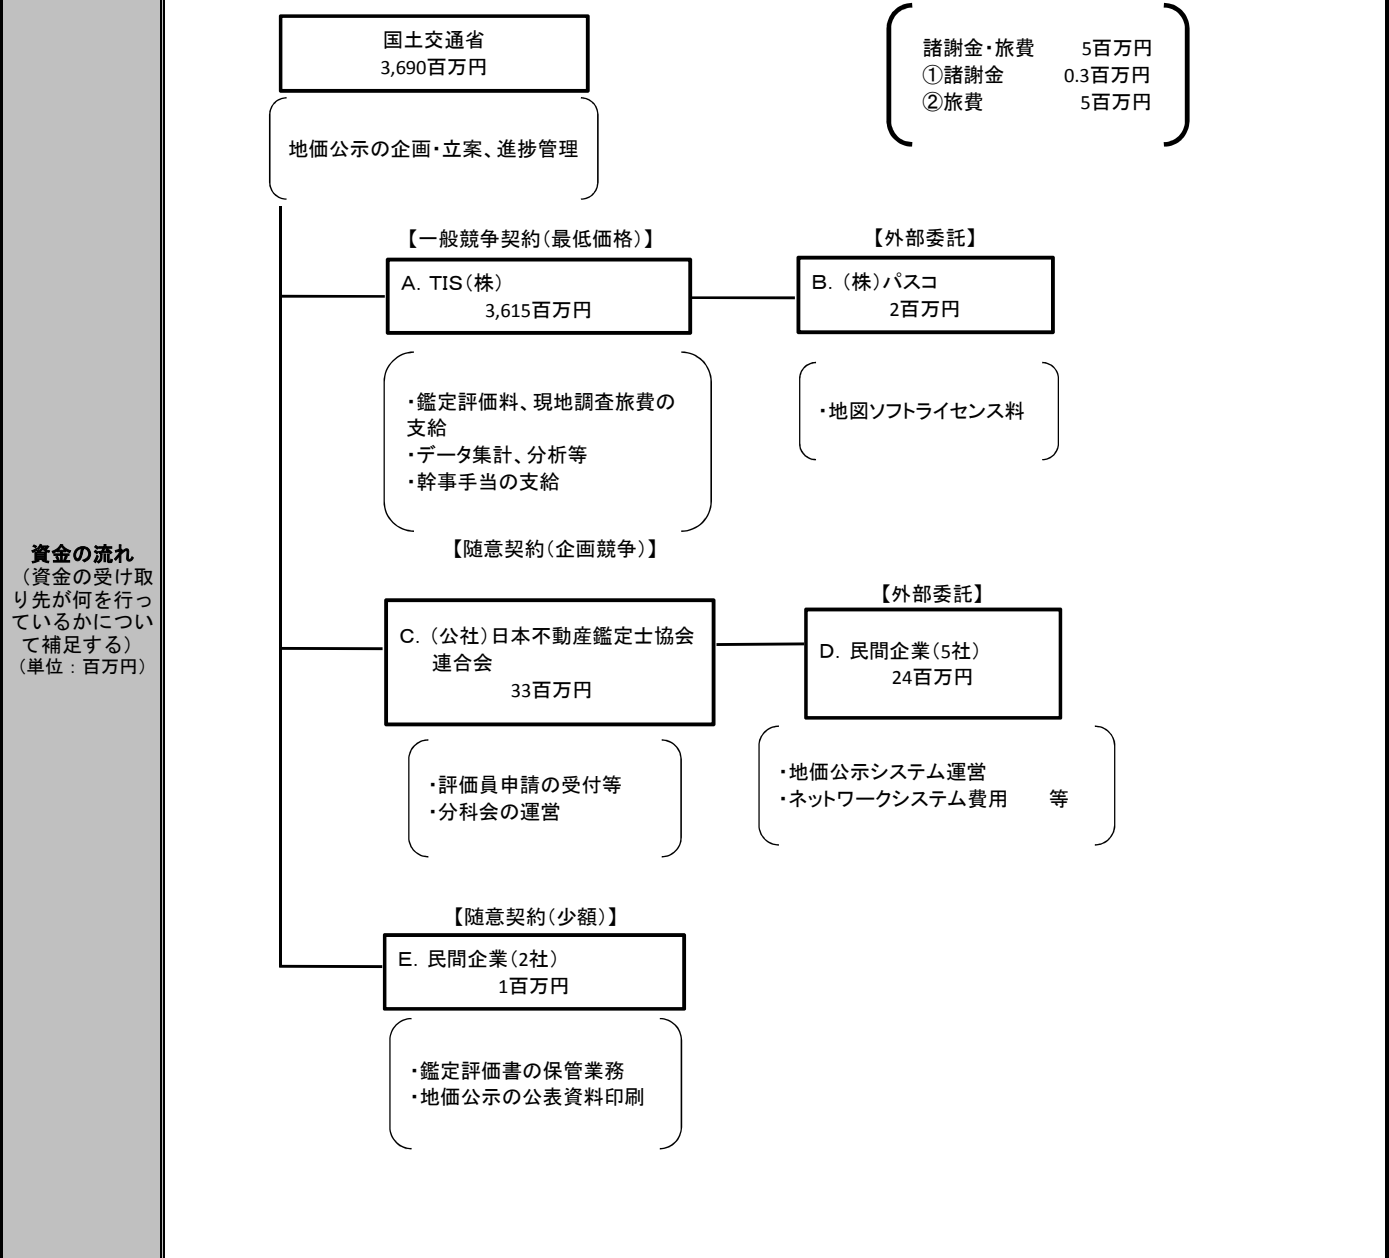 国土交通省
3,690百万円
諸謝金・旅費 5百万円
①諸謝金 0.3百万円
②旅費 5百万円
地価公示の企画・立案、進捗管理
【一般競争契約（最低価格）】
【外部委託】
A. TIS（株）
3,615百万円
B. （株）パスコ
2百万円
・鑑定評価料、現地調査旅費の
支給
・データ集計、分析等
・幹事手当の支給
・地図ソフトライセンス料
【随意契約（企画競争）】
【外部委託】
C. （公社）日本不動産鑑定士協会
連合会
33百万円
D. 民間企業（5社）
24百万円
・評価員申請の受付等
・分科会の運営
・地価公示システム運営
・ネットワークシステム費用 等
【随意契約（少額）】
E. 民間企業（2社）
1百万円
・鑑定評価書の保管業務
・地価公示の公表資料印刷
資金の流れ
（資金の受け取
り先が何を行っ
ているかについ
て補足する）
（単位：百万円）